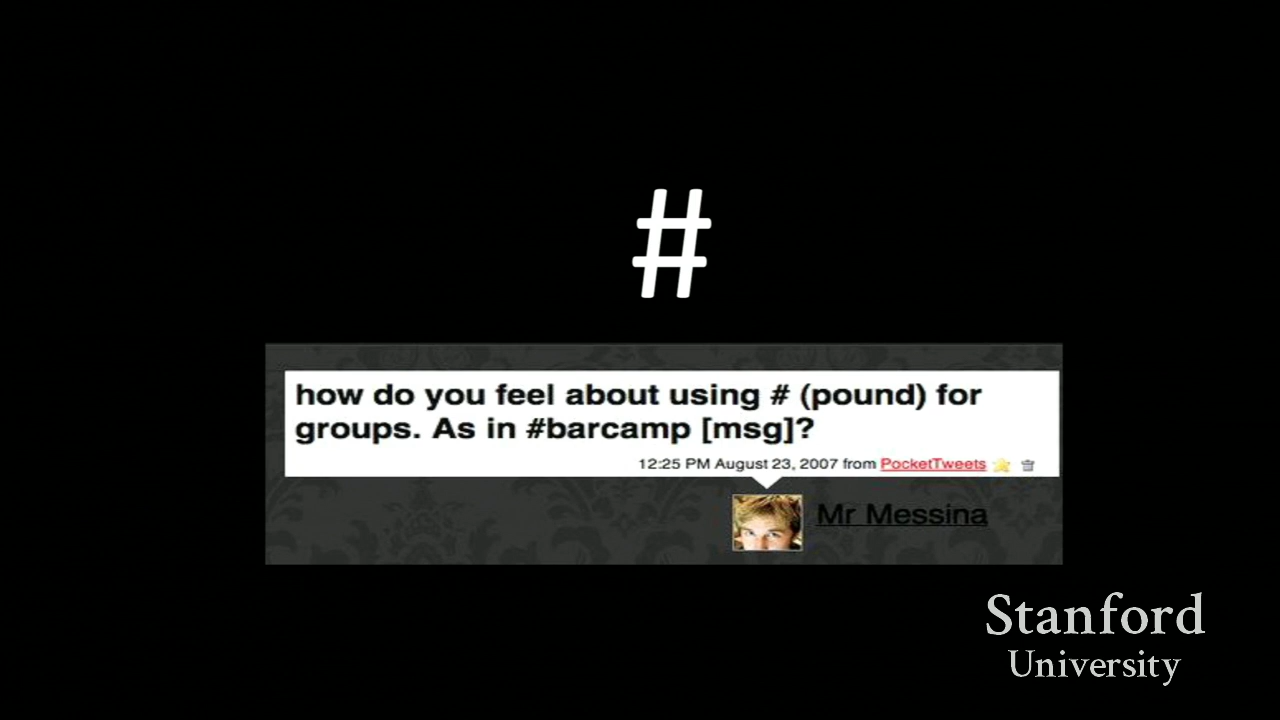 #
how do you feel about using # (pound) for
groups. As in #barcamp [msg]?
12:25 PM August 23, 2007 from PocketTweets
Mr Messina
Stanford
University